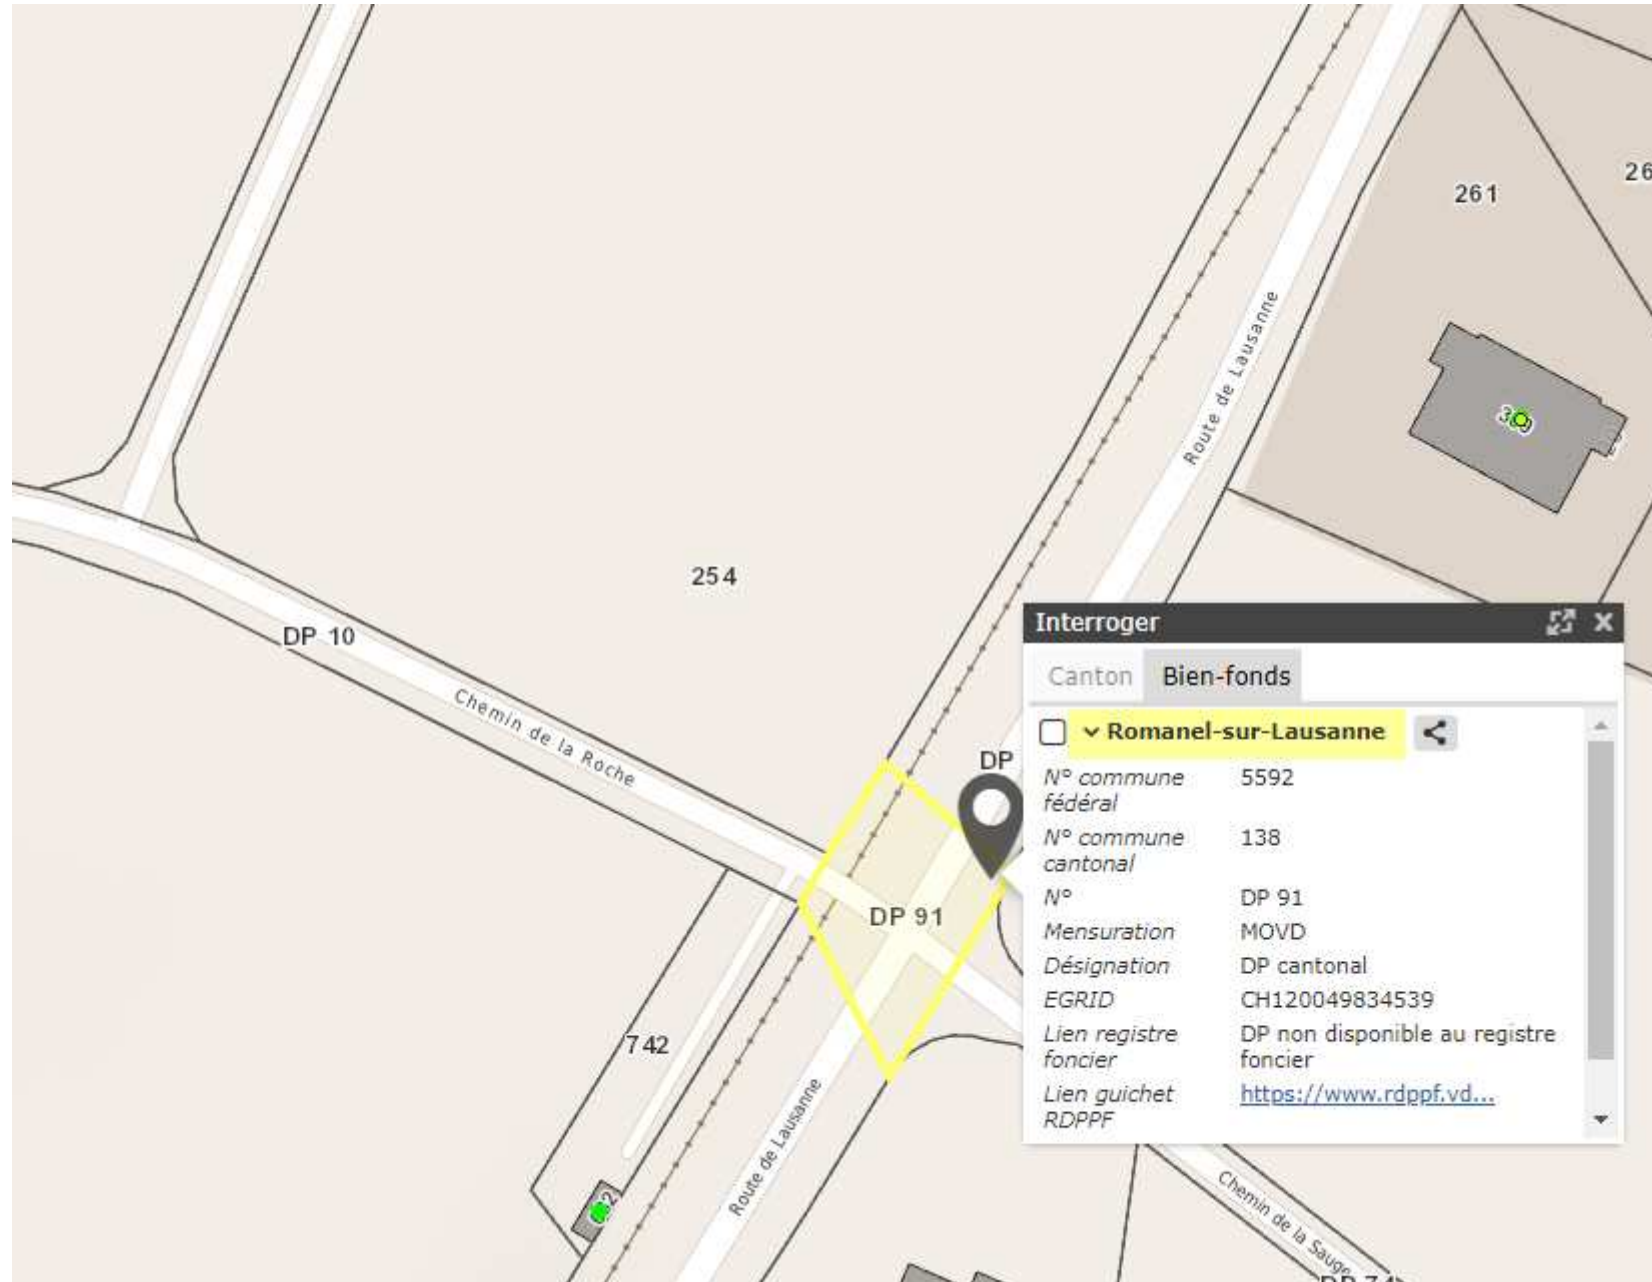 261
26
Route de Lausanne
254
DP 10
Chemin de la Roche
DP
DP 91
742
Route de Lausanne
Chemin de la Sauge
Interroger
Canton Bien-fonds
Romanel-sur-Lausanne
N° commune 5592
fédéral
N° commune 138
cantonal
N° DP 91
Mensuration MOVD
Désignation DP cantonal
EGRID CH120049834539
Lien registre DP non disponible au registre
foncier foncier
Lien guichet https://www.rdppf.vd...
RDPPF